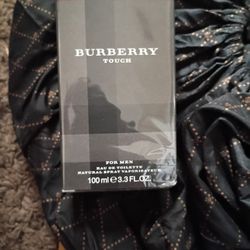 BURBERRY
TOUCH
FOR MEN
EAU DE TOILETTE
NATURAL SPRAY VAPORISATEUR
100 ml ℮ 3.3 FL.OZ.